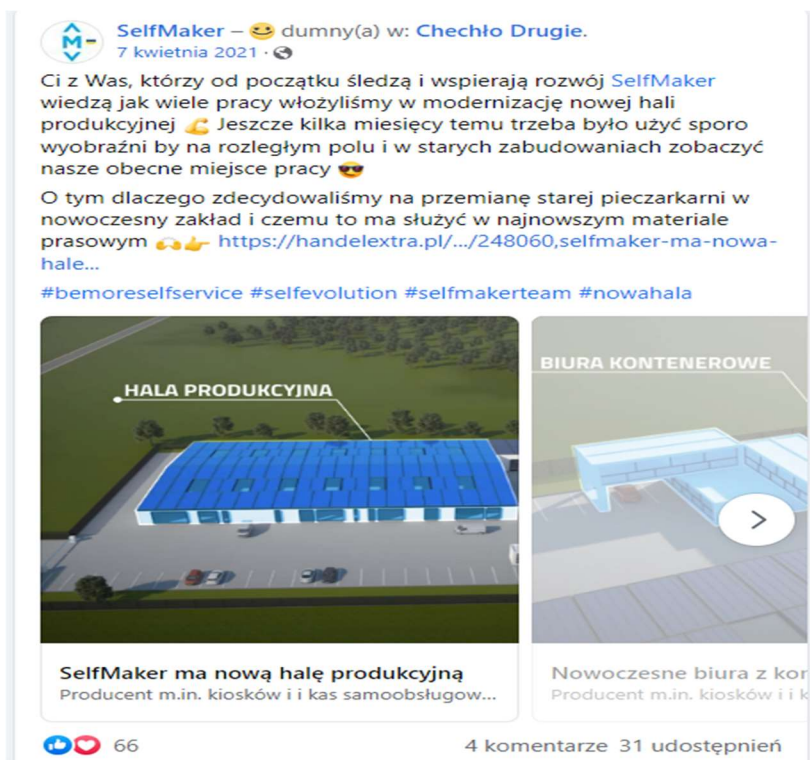 SelfMaker – 😄 dumny(a) w: Chechło Drugie.
7 kwietnia 2021 ·
Ci z Was, którzy od początku śledzą i wspierają rozwój SelfMaker
wiedzą jak wiele pracy włożyliśmy w modernizację nowej hali
produkcyjnej 💪 Jeszcze kilka miesięcy temu trzeba było użyć sporo
wyobraźni by na rozległym polu i w starych zabudowaniach zobaczyć
nasze obecne miejsce pracy 😎
O tym dlaczego zdecydowaliśmy na przemianę starej pieczarkarni w
nowoczesny zakład i czemu to ma służyć w najnowszym materiale
prasowym 🙌👉 https://handelextra.pl/.../248060,selfmaker-ma-nowa-
hale...
#bemoreselfservice #selfevolution #selfmakerteam #nowahala
HALA PRODUKCYJNA
BIURA KONTENEROWE
SelfMaker ma nową halę produkcyjną
Producent m.in. kiosków i i kas samoobsługow...
Nowoczesne biura z kon
Producent m.in. kiosków i i k
66
4 komentarze 31 udostępnień